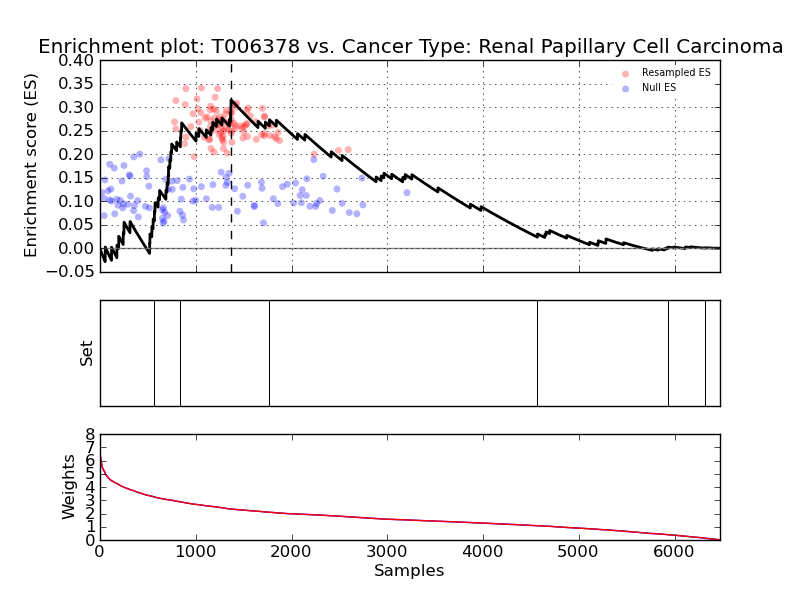 Enrichment plot: T006378 vs. Cancer Type: Renal Papillary Cell Carcinoma
0.40
0.35
0.30
0.25
0.20
0.15
0.10
0.05
0.00
−0.05
Enrichment score (ES)
Resampled ES
Null ES
Set
8
7
6
5
4
3
2
1
0
Weights
0 1000 2000 3000 4000 5000 6000
Samples